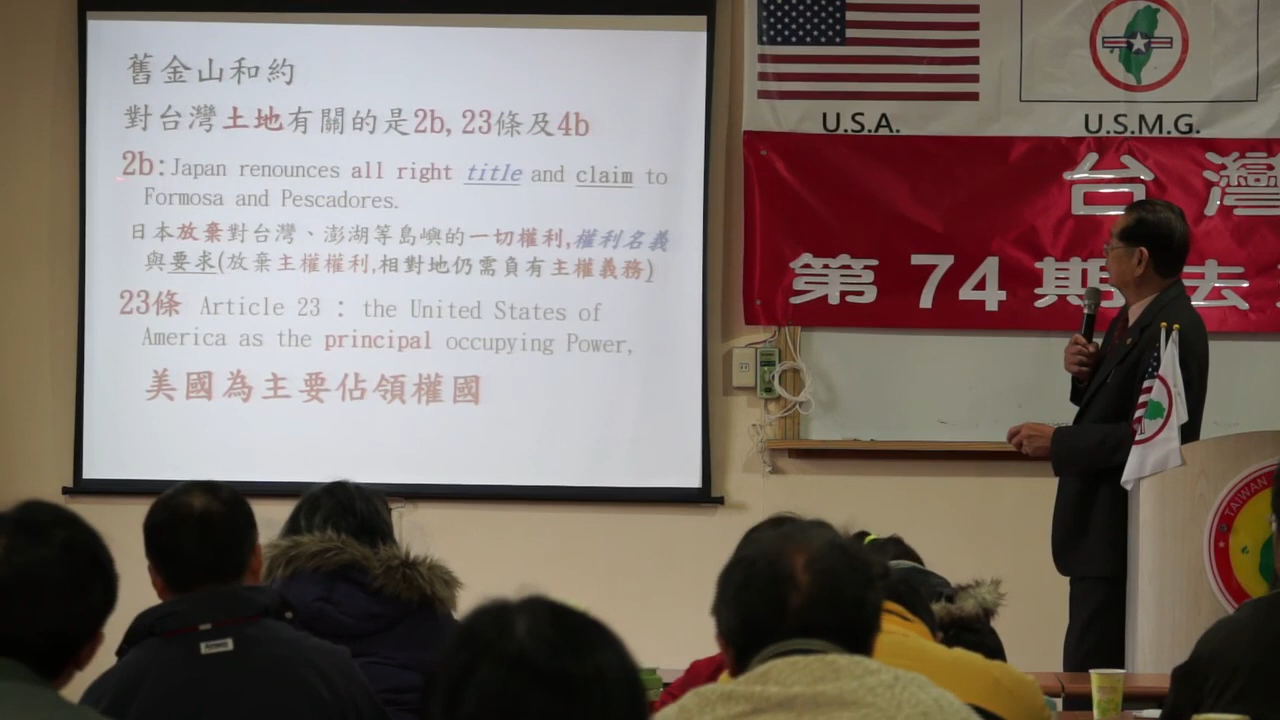 舊金山和約
對台灣土地有關的是2b, 23條及4b
2b: Japan renounces all right title and claim to
Formosa and Pescadores.
日本放棄對台灣、澎湖等島嶼的一切權利,權利名義
與要求(放棄主權權利,相對地仍需負有主權義務)
23條 Article 23 : the United States of
America as the principal occupying Power,
美國為主要佔領權國
U.S.A.
U.S.M.G.
台灣
第74期法
TAIWAN